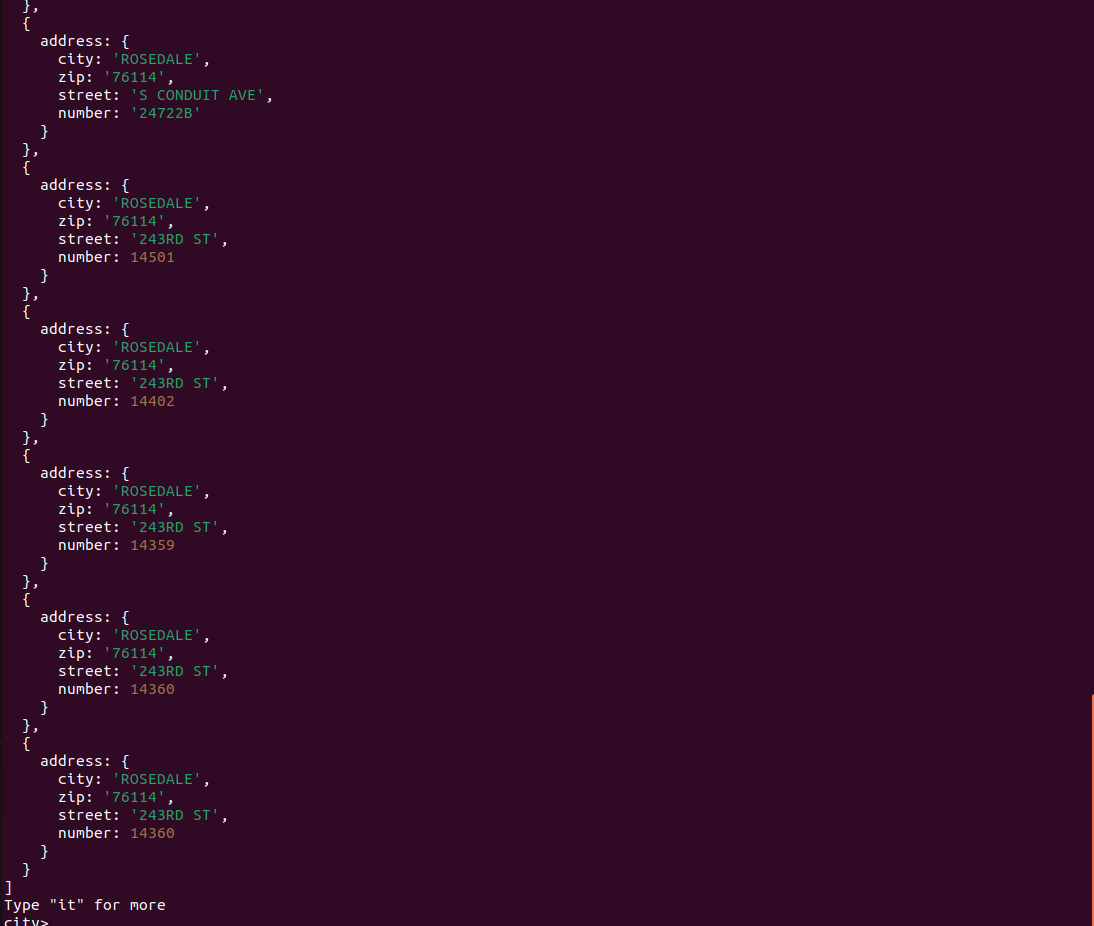 },
{
address: {
city: 'ROSEDALE',
zip: '76114',
street: 'S CONDUIT AVE',
number: '24722B'
}
},
{
address: {
city: 'ROSEDALE',
zip: '76114',
street: '243RD ST',
number: 14501
}
},
{
address: {
city: 'ROSEDALE',
zip: '76114',
street: '243RD ST',
number: 14402
}
},
{
address: {
city: 'ROSEDALE',
zip: '76114',
street: '243RD ST',
number: 14359
}
},
{
address: {
city: 'ROSEDALE',
zip: '76114',
street: '243RD ST',
number: 14360
}
},
{
address: {
city: 'ROSEDALE',
zip: '76114',
street: '243RD ST',
number: 14360
}
}
]
Type "it" for more
city>